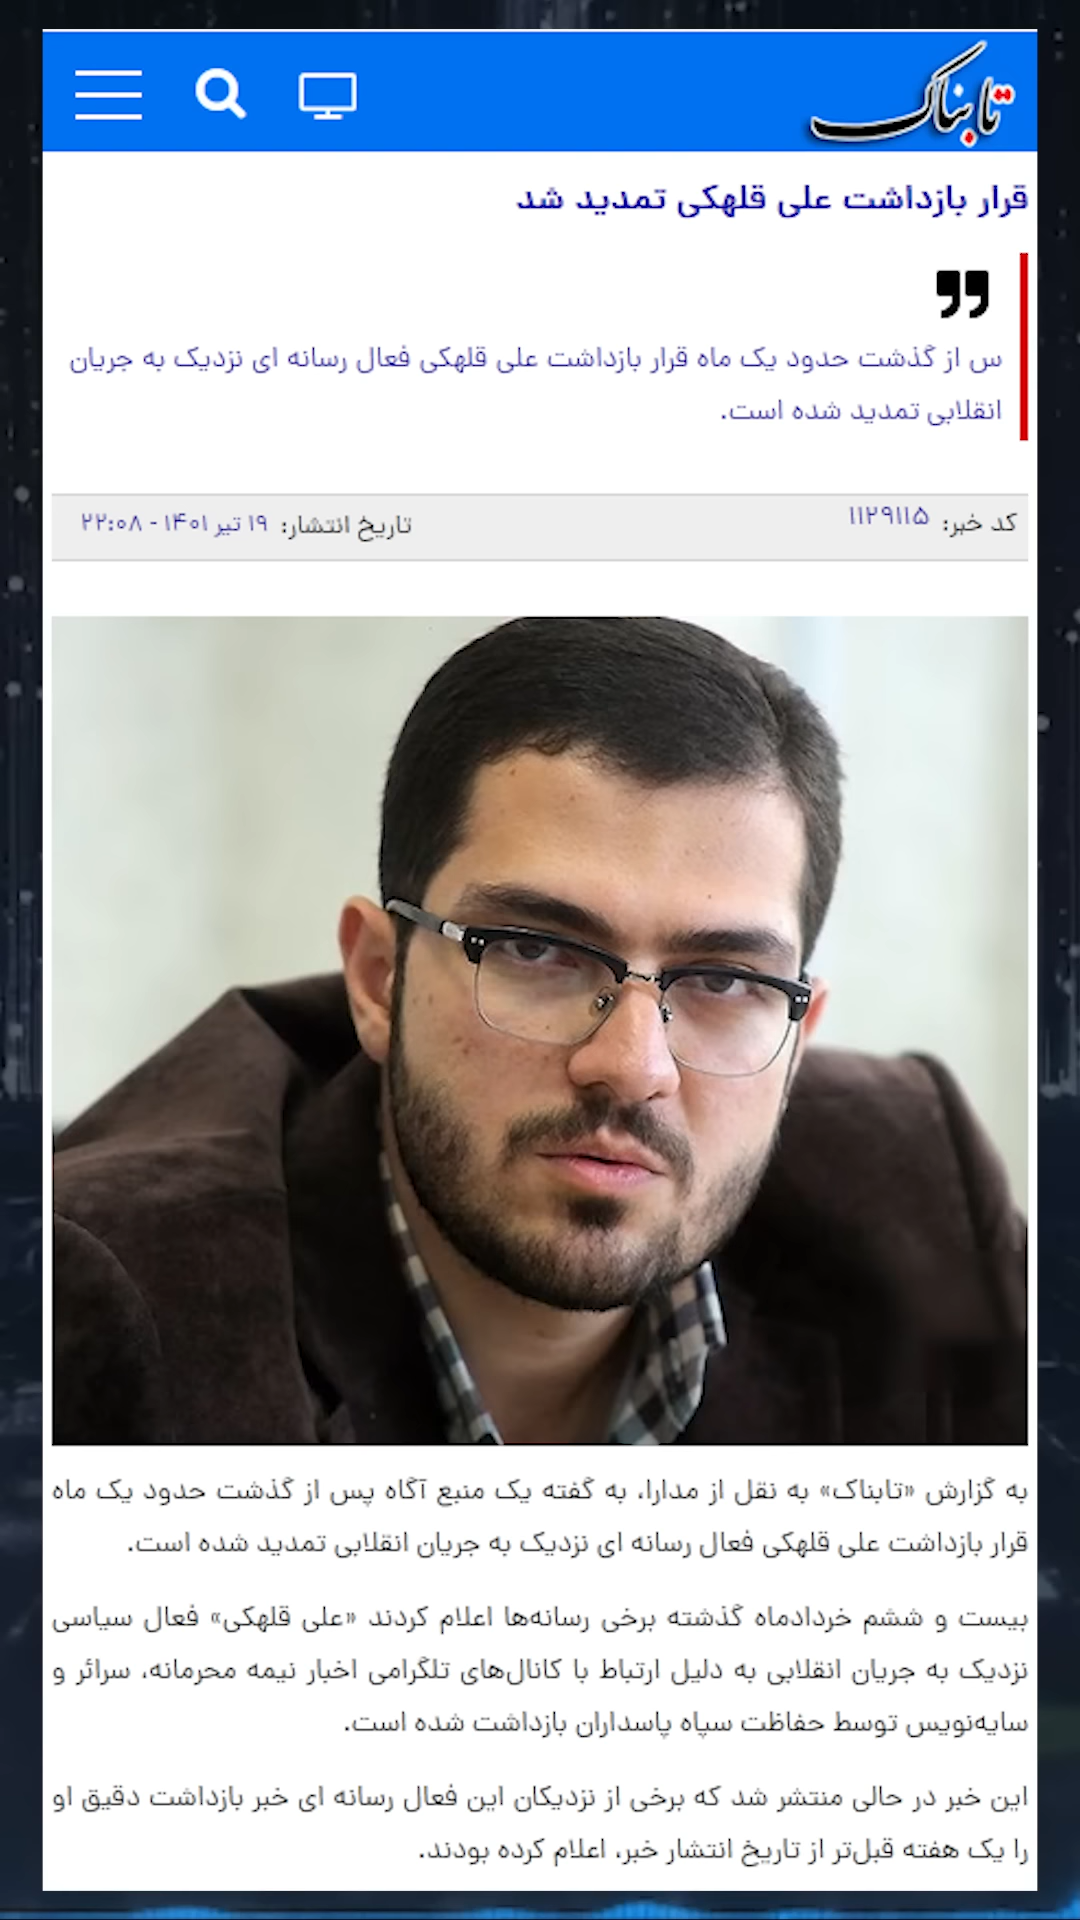 تابناک
قرار بازداشت علی قلهکی تمدید شد
س از گذشت حدود یک ماه قرار بازداشت علی قلهکی فعال رسانه ای نزدیک به جریان
انقلابی تمدید شده است.
کد خبر: ۱۱۲۹۱۱۵ تاریخ انتشار: ۱۹ تیر ۱۴۰۱ - ۲۲:۰۸
به گزارش «تابناک» به نقل از مدارا، به گفته یک منبع آگاه پس از گذشت حدود یک ماه
قرار بازداشت علی قلهکی فعال رسانه ای نزدیک به جریان انقلابی تمدید شده است.
بیست و ششم خردادماه گذشته برخی رسانه‌ها اعلام کردند «علی قلهکی» فعال سیاسی
نزدیک به جریان انقلابی به دلیل ارتباط با کانال‌های تلگرامی اخبار نیمه محرمانه، سرائر و
سایه‌نویس توسط حفاظت سپاه پاسداران بازداشت شده است.
این خبر در حالی منتشر شد که برخی از نزدیکان این فعال رسانه ای خبر بازداشت دقیق او
را یک هفته قبل‌تر از تاریخ انتشار خبر، اعلام کرده بودند.